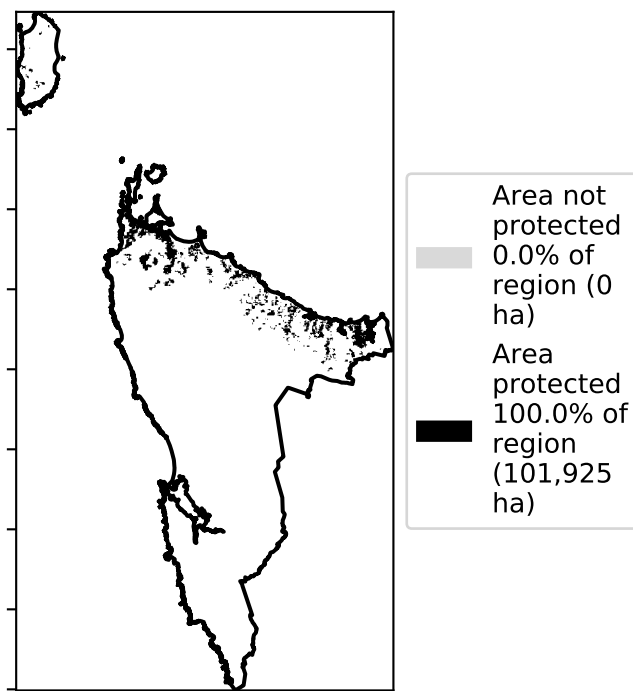 Area not
protected
0.0% of
region (0
ha)
Area
protected
100.0% of
region
(101,925
ha)